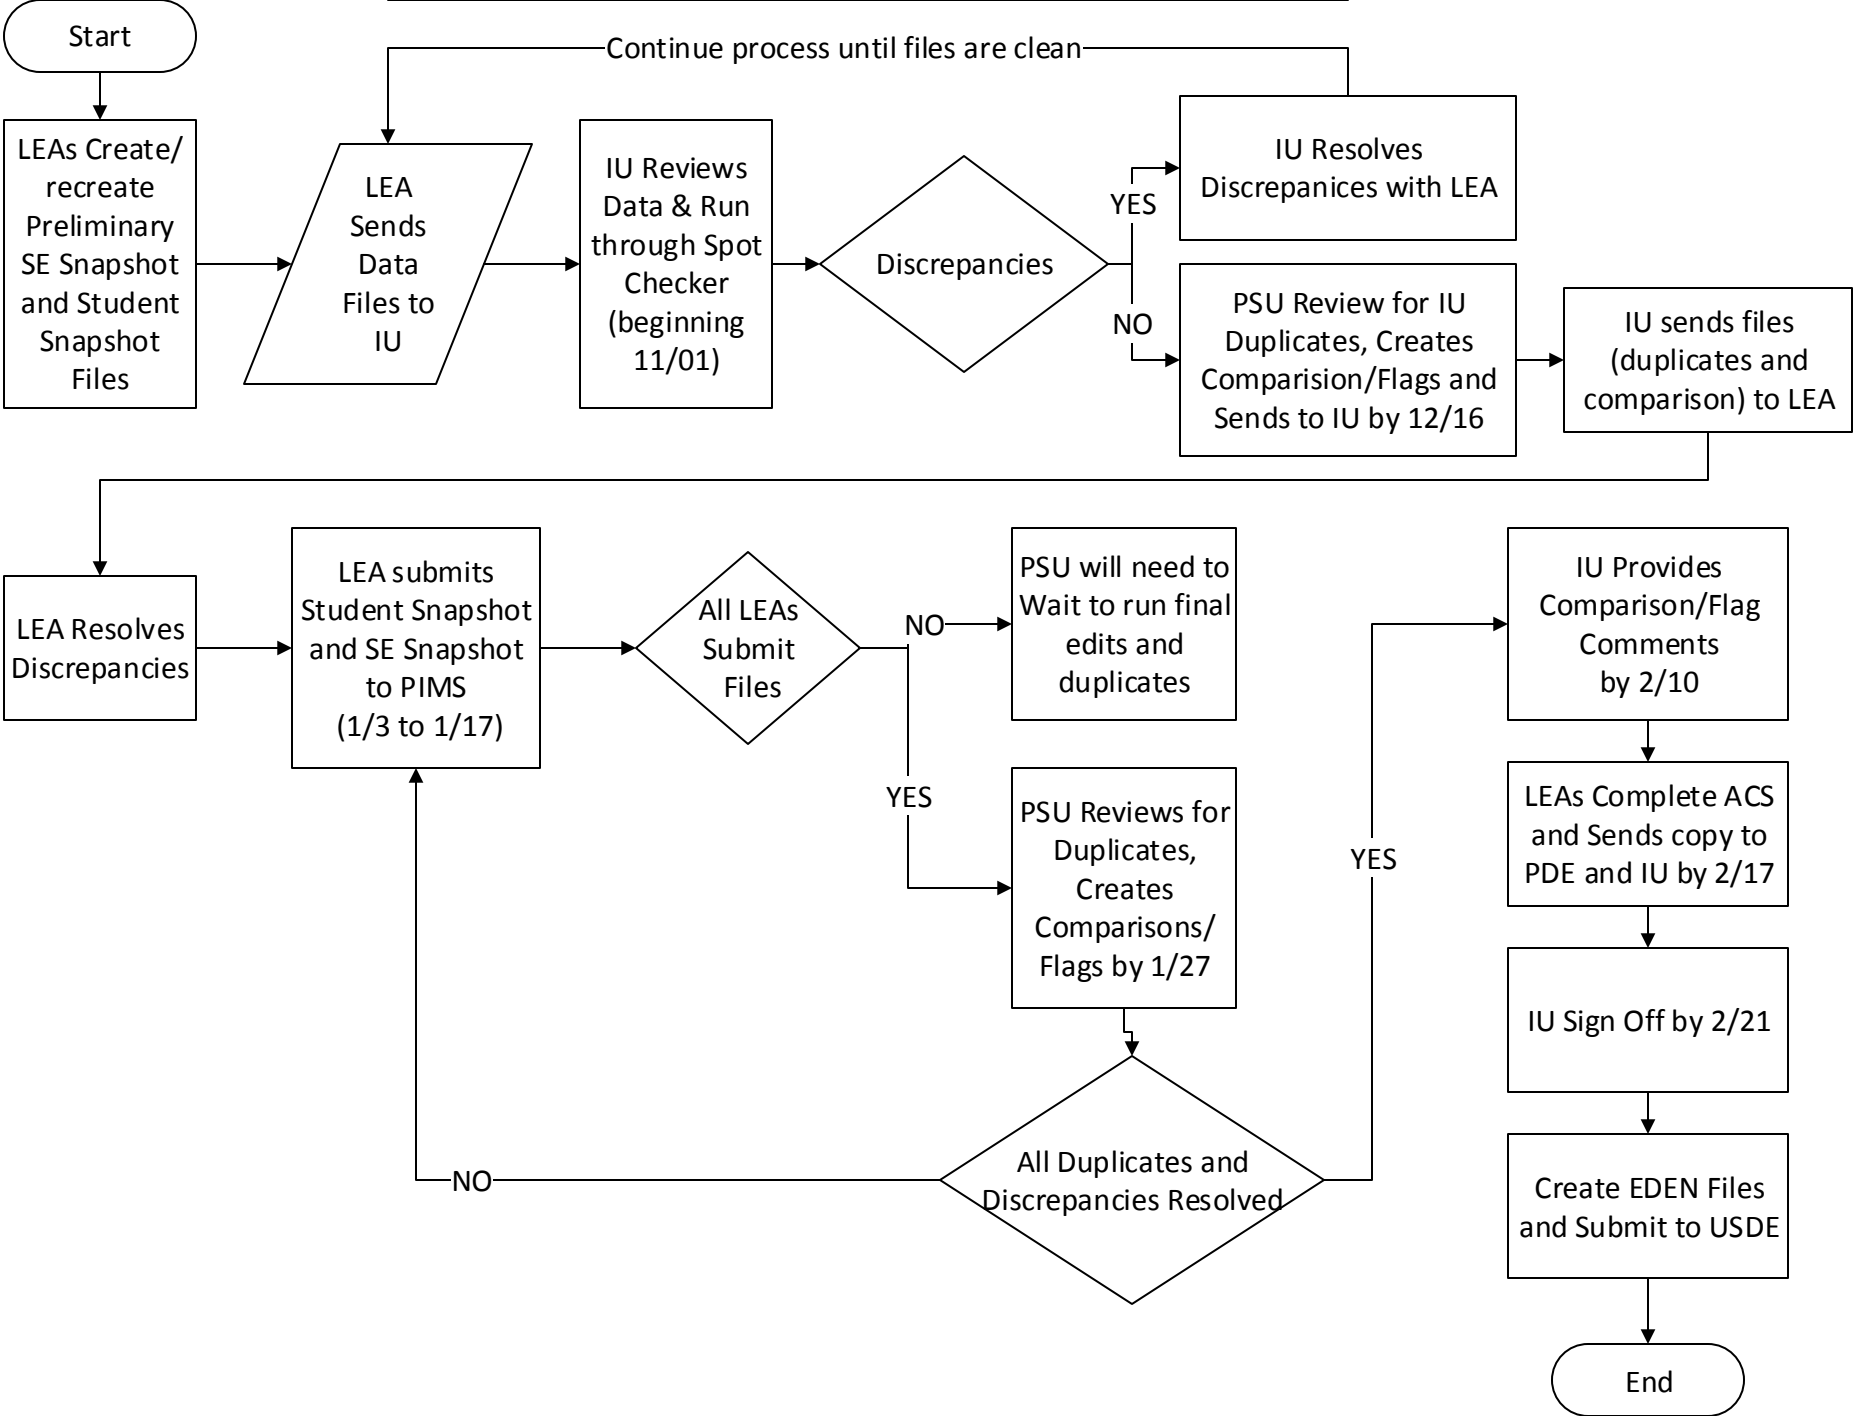 Start
Continue process until files are clean
LEAs Create/
recreate
Preliminary
SE Snapshot
and Student
Snapshot
Files
LEA
Sends
Data
Files to
IU
IU Reviews
Data & Run
through Spot
Checker
(beginning
11/01)
Discrepancies
YES
NO
IU Resolves
Discrepanices with LEA
PSU Review for IU
Duplicates, Creates
Comparision/Flags and
Sends to IU by 12/16
IU sends files
(duplicates and
comparison) to LEA
LEA Resolves
Discrepancies
LEA submits
Student Snapshot
and SE Snapshot
to PIMS
(1/3 to 1/17)
All LEAs
Submit
Files
NO
YES
PSU will need to
Wait to run final
edits and
duplicates
PSU Reviews for
Duplicates,
Creates
Comparisons/
Flags by 1/27
All Duplicates and
Discrepancies Resolved
NO
YES
IU Provides
Comparison/Flag
Comments
by 2/10
LEAs Complete ACS
and Sends copy to
PDE and IU by 2/17
IU Sign Off by 2/21
Create EDEN Files
and Submit to USDE
End